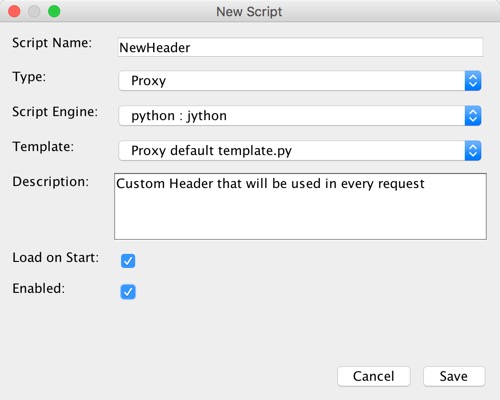 New Script
Script Name: NewHeader
Type: Proxy
Script Engine: python : jython
Template: Proxy default template.py
Description: Custom Header that will be used in every request
Load on Start:
Enabled:
Cancel Save